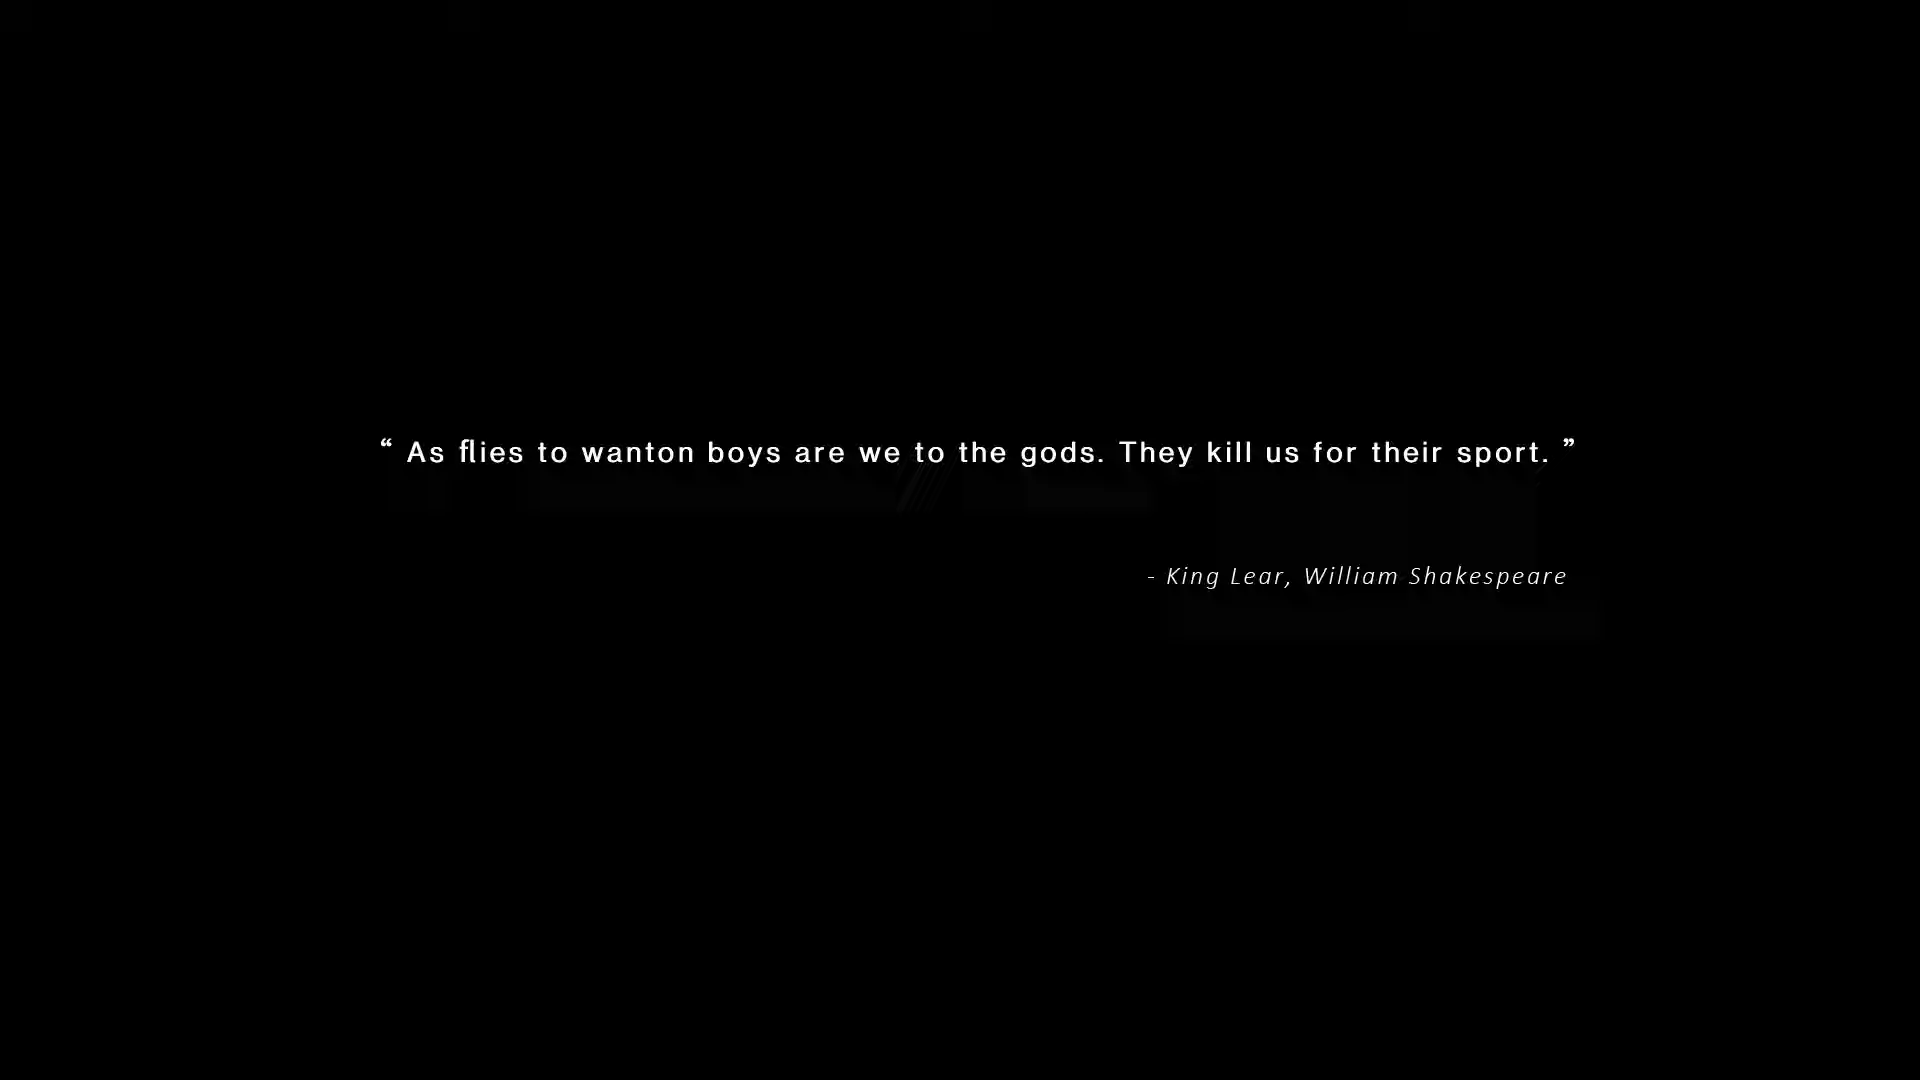 “ As flies to wanton boys are we to the gods. They kill us for their sport. ”
- King Lear, William Shakespeare